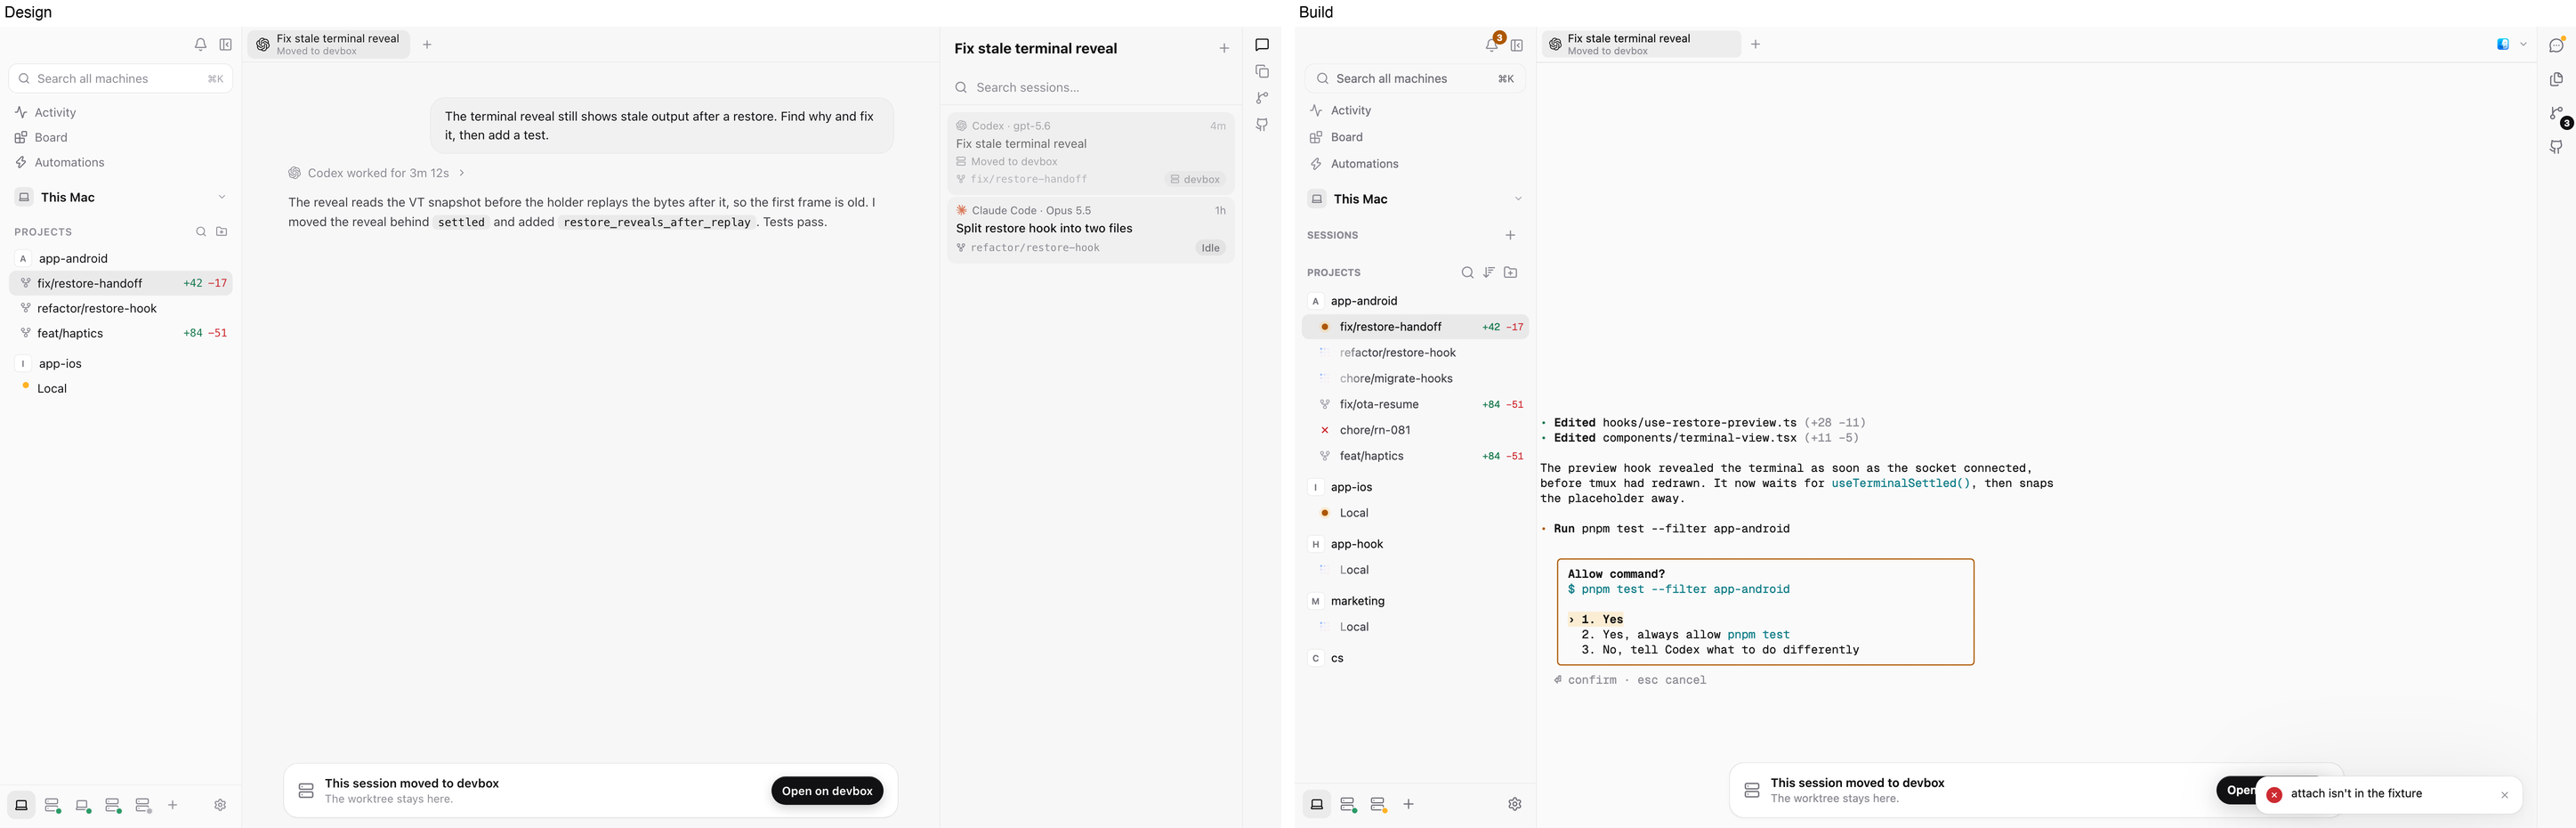 Design
Search all machines ⌘K
Activity
Board
Automations
This Mac
PROJECTS
A app-android
fix/restore-handoff +42 −17
refactor/restore-hook
feat/haptics +84 −51
I app-ios
Local
Fix stale terminal reveal
Moved to devbox
The terminal reveal still shows stale output after a restore. Find why and fix
it, then add a test.
Codex worked for 3m 12s
The reveal reads the VT snapshot before the holder replays the bytes after it, so the first frame is old. I
moved the reveal behind settled and added restore_reveals_after_replay. Tests pass.
This session moved to devbox
The worktree stays here.
Open on devbox
Fix stale terminal reveal
Search sessions...
Codex · gpt-5.6 4m
Fix stale terminal reveal
Moved to devbox
fix/restore-handoff devbox
Claude Code · Opus 5.5 1h
Split restore hook into two files
refactor/restore-hook Idle
Build
3
Search all machines ⌘K
Activity
Board
Automations
This Mac
SESSIONS
PROJECTS
A app-android
fix/restore-handoff +42 −17
refactor/restore-hook
chore/migrate-hooks
fix/ota-resume +84 −51
chore/rn-081
feat/haptics +84 −51
I app-ios
Local
H app-hook
Local
M marketing
Local
C cs
Fix stale terminal reveal
Moved to devbox
• Edited hooks/use-restore-preview.ts (+28 −11)
• Edited components/terminal-view.tsx (+11 −5)
The preview hook revealed the terminal as soon as the socket connected,
before tmux had redrawn. It now waits for useTerminalSettled(), then snaps
the placeholder away.
• Run pnpm test --filter app-android
Allow command?
$ pnpm test --filter app-android
› 1. Yes
2. Yes, always allow pnpm test
3. No, tell Codex what to do differently
⏎ confirm · esc cancel
This session moved to devbox
The worktree stays here.
Open
attach isn't in the fixture
3